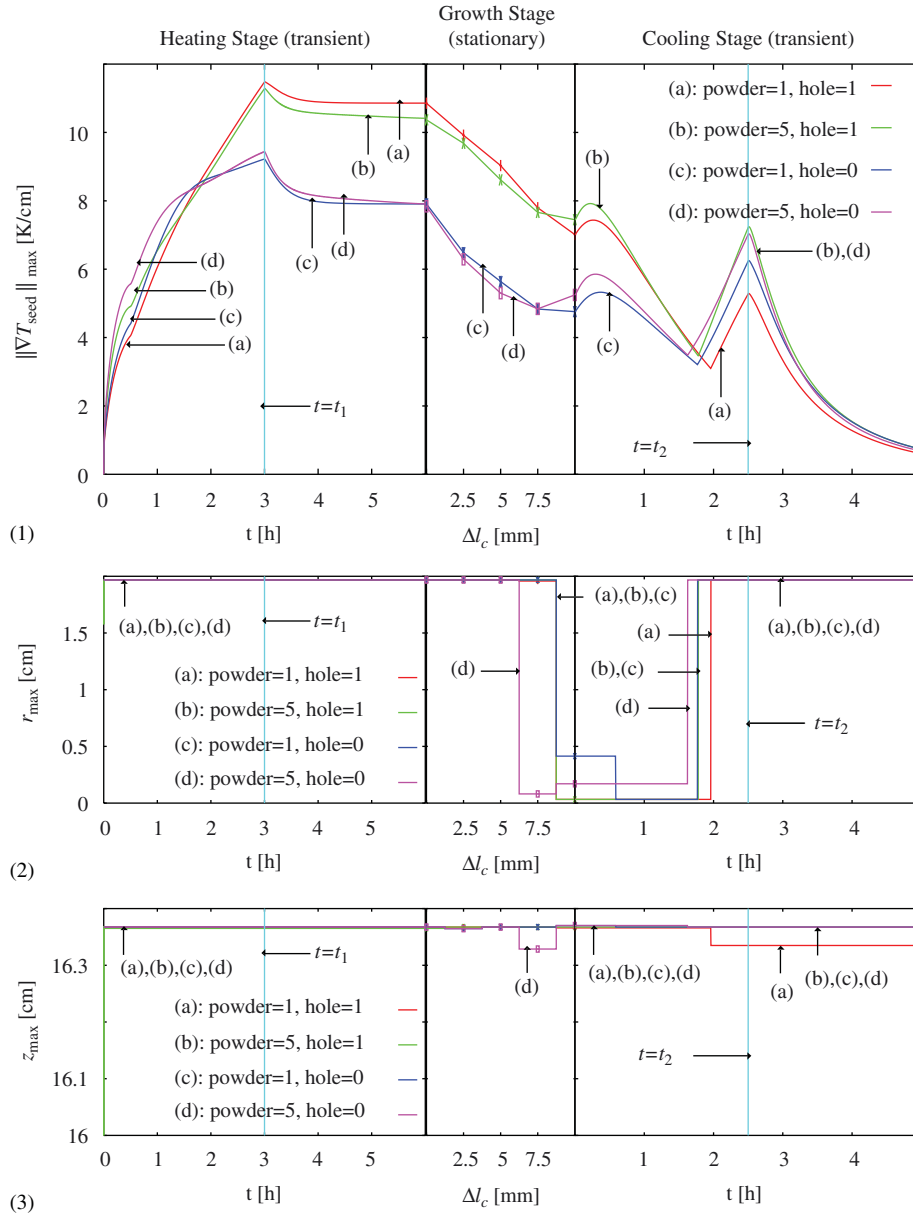 Growth Stage
Heating Stage (transient) (stationary) Cooling Stage (transient)
‖∇T_seed‖ max [K/cm]
10
8
6
4
2
0
(a): powder=1, hole=1
(b): powder=5, hole=1
(c): powder=1, hole=0
(d): powder=5, hole=0
(b)
(a)
(c)
(d)
(d)
(b)
(c)
(a)
t=t₁
(c)
(d)
(b)
(c)
(b),(d)
(a)
t=t₂
0 1 2 3 4 5 2.5 5 7.5 1 2 3 4
t [h] Δl_c [mm] t [h]
(1)
r_max [cm]
1.5
1
0.5
0
(a),(b),(c),(d)
t=t₁
(a): powder=1, hole=1
(b): powder=5, hole=1
(c): powder=1, hole=0
(d): powder=5, hole=0
(d)
(a),(b),(c)
(a)
(b),(c)
(d)
(a),(b),(c),(d)
t=t₂
0 1 2 3 4 5 2.5 5 7.5 1 2 3 4
t [h] Δl_c [mm] t [h]
(2)
z_max [cm]
16.3
16.1
16
(a),(b),(c),(d)
t=t₁
(a): powder=1, hole=1
(b): powder=5, hole=1
(c): powder=1, hole=0
(d): powder=5, hole=0
(d)
(a),(b),(c),(d)
(a)
(b),(c),(d)
t=t₂
0 1 2 3 4 5 2.5 5 7.5 1 2 3 4
t [h] Δl_c [mm] t [h]
(3)